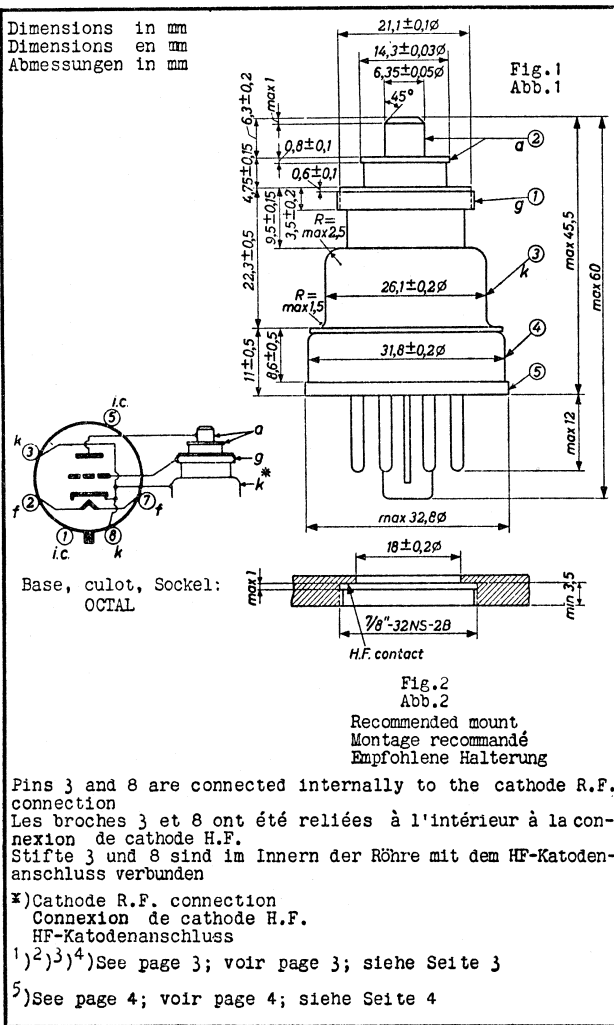 Dimensions in mm
Dimensions en mm
Abmessungen in mm
21,1±0,1Ø
14,3±0,03Ø
6,35±0,05Ø
45°
Fig.1
Abb.1
max 1
6,3±0,2
0,8±0,1
4,75±0,15
0,6±0,1
a ②
g ①
9,5±0,15
3,5±0,2
R=
max2,5
22,3±0,5
③
k
26,1±0,2Ø
R=
max1,5
④
31,8±0,2Ø
11±0,5
8,6±0,5
⑤
max 45,5
max 60
max 12
max 32,8Ø
i.c.
⑤
k ③
f ②
① i.c.
⑧ k
⑦ f
a
g
k *
Base, culot, Sockel:
OCTAL
18±0,2Ø
max 1
min 3,5
7/8"-32NS-2B
H.F. contact
Fig.2
Abb.2
Recommended mount
Montage recommandé
Empfohlene Halterung
Pins 3 and 8 are connected internally to the cathode R.F.
connection
Les broches 3 et 8 ont été reliées à l'intérieur à la con-
nexion de cathode H.F.
Stifte 3 und 8 sind im Innern der Röhre mit dem HF-Katoden-
anschluss verbunden
*)Cathode R.F. connection
Connexion de cathode H.F.
HF-Katodenanschluss
¹)²)³)⁴)See page 3; voir page 3; siehe Seite 3
⁵)See page 4; voir page 4; siehe Seite 4